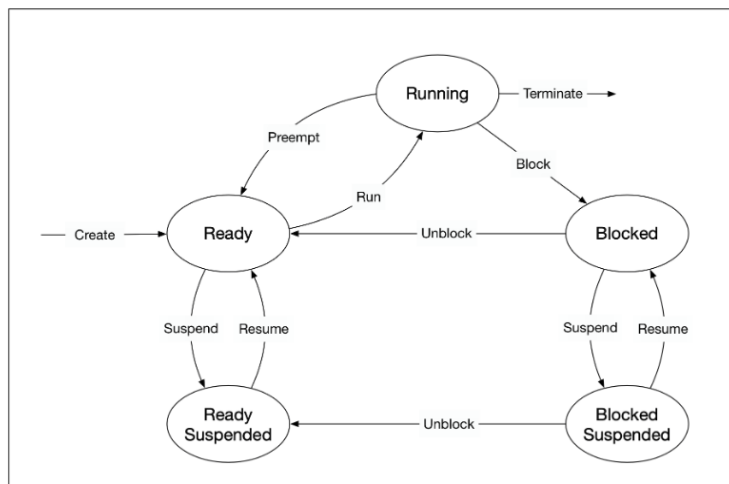 Running
Terminate
Preempt
Block
Run
Create
Ready
Unblock
Blocked
Suspend
Resume
Suspend
Resume
Ready
Suspended
Unblock
Blocked
Suspended